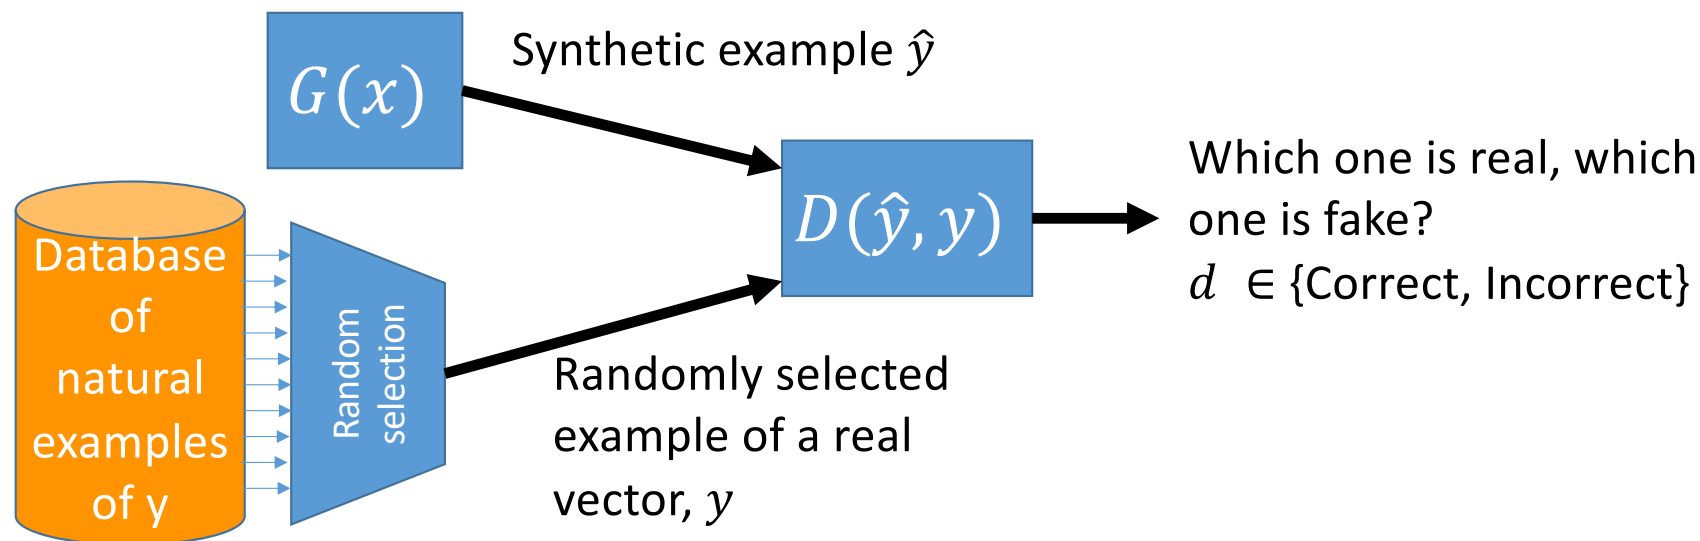 G(x)
Synthetic example ŷ
Database
of
natural
examples
of y
Random
selection
Randomly selected
example of a real
vector, y
D(ŷ, y)
Which one is real, which
one is fake?
d ∈ {Correct, Incorrect}